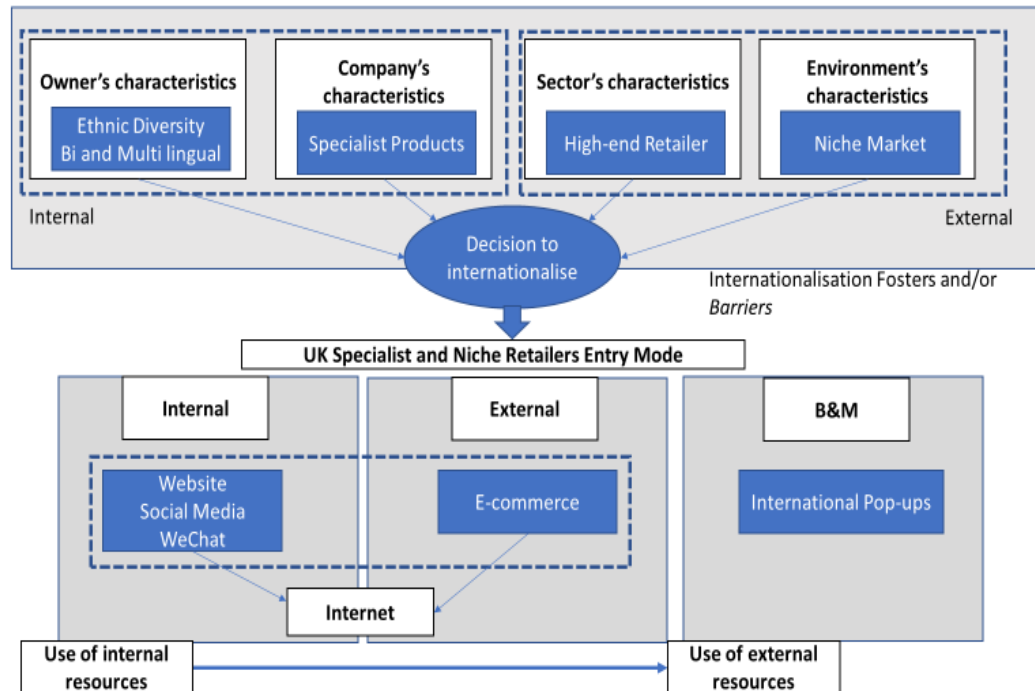 Owner's characteristics
Ethnic Diversity
Bi and Multi lingual
Company's
characteristics
Specialist Products
Sector's characteristics
High-end Retailer
Environment's
characteristics
Niche Market
Internal
External
Decision to
internationalise
Internationalisation Fosters and/or
Barriers
UK Specialist and Niche Retailers Entry Mode
Internal
External
B&M
Website
Social Media
WeChat
E-commerce
International Pop-ups
Internet
Use of internal
resources
Use of external
resources